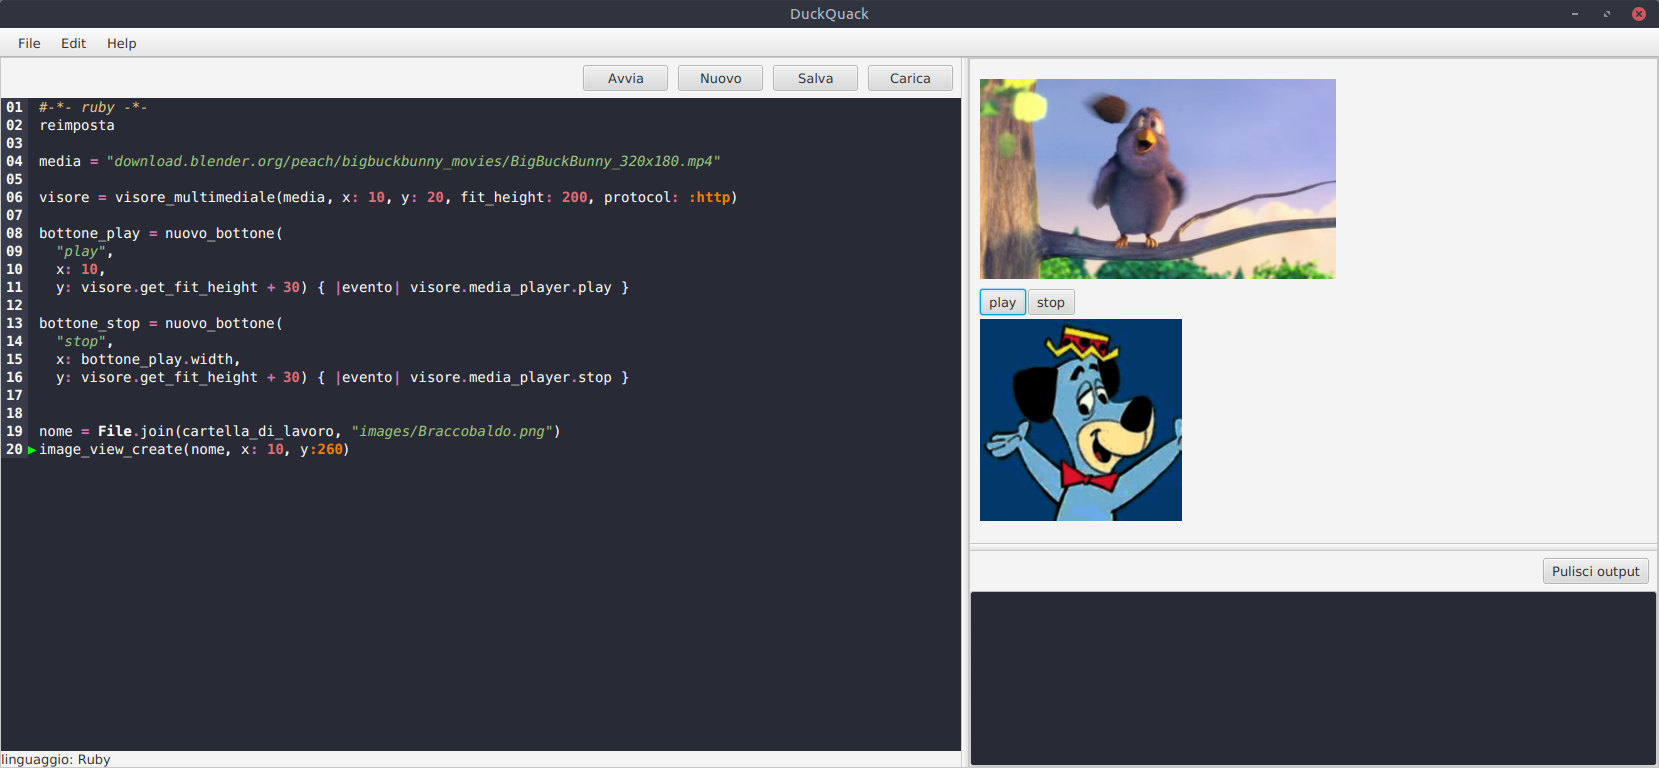 DuckQuack
File Edit Help
Avvia Nuovo Salva Carica
01 #-*- ruby -*-
02 reimposta
03
04 media = "download.blender.org/peach/bigbuckbunny_movies/BigBuckBunny_320x180.mp4"
05
06 visore = visore_multimediale(media, x: 10, y: 20, fit_height: 200, protocol: :http)
07
08 bottone_play = nuovo_bottone(
09   "play",
10   x: 10,
11   y: visore.get_fit_height + 30) { |evento| visore.media_player.play }
12
13 bottone_stop = nuovo_bottone(
14   "stop",
15   x: bottone_play.width,
16   y: visore.get_fit_height + 30) { |evento| visore.media_player.stop }
17
18
19 nome = File.join(cartella_di_lavoro, "images/Braccobaldo.png")
20 image_view_create(nome, x: 10, y:260)
linguaggio: Ruby
play stop
Pulisci output